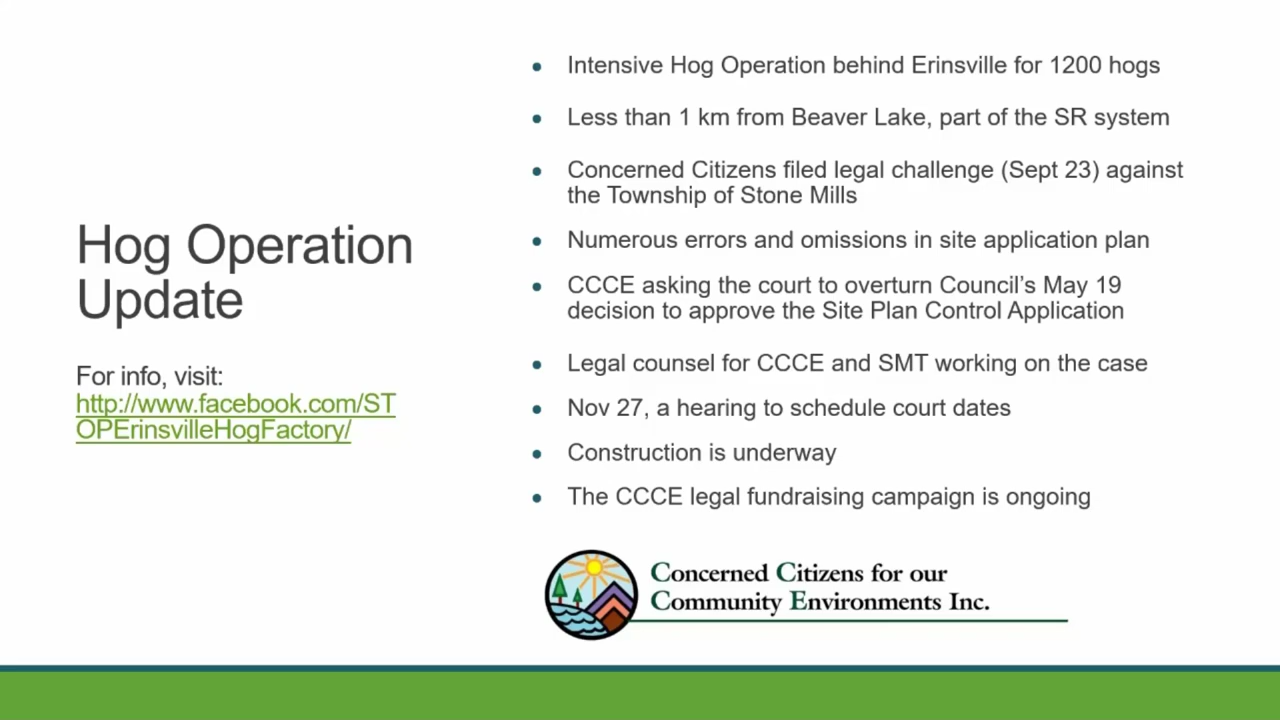 Hog Operation
Update
For info, visit:
http://www.facebook.com/ST
OPErinsvilleHogFactory/
• Intensive Hog Operation behind Erinsville for 1200 hogs
• Less than 1 km from Beaver Lake, part of the SR system
• Concerned Citizens filed legal challenge (Sept 23) against
the Township of Stone Mills
• Numerous errors and omissions in site application plan
• CCCE asking the court to overturn Council’s May 19
decision to approve the Site Plan Control Application
• Legal counsel for CCCE and SMT working on the case
• Nov 27, a hearing to schedule court dates
• Construction is underway
• The CCCE legal fundraising campaign is ongoing
Concerned Citizens for our
Community Environments Inc.